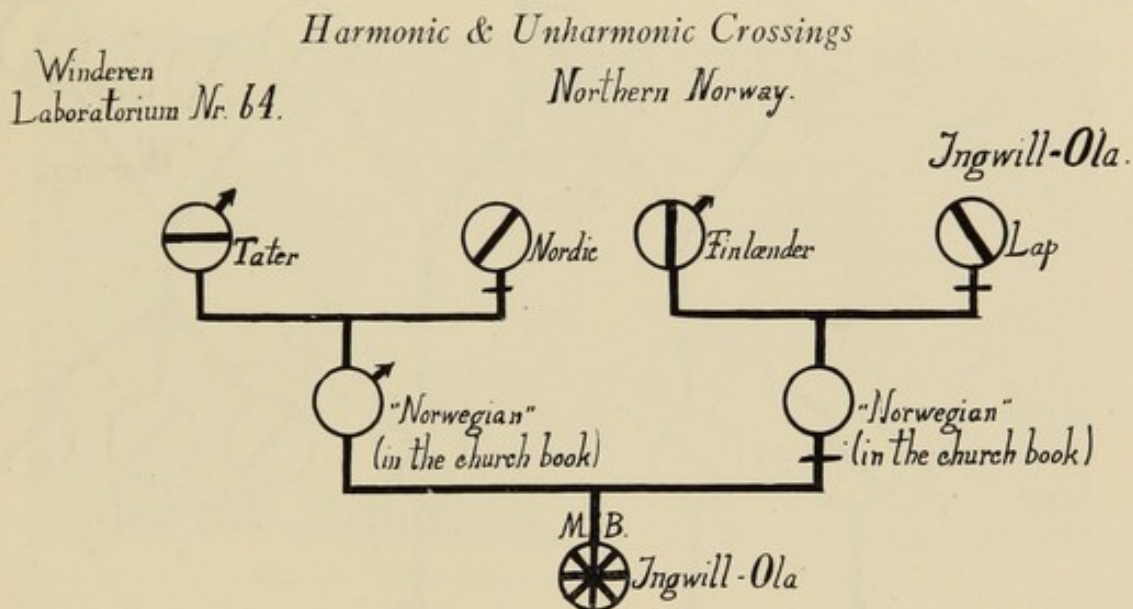 Harmonic & Unharmonic Crossings
Winderen
Laboratorium Nr. 64.
Northern Norway.
Ingwill-Ola.
Tater
Nordic
Finlænder
Lap
"Norwegian"
(in the church book)
"Norwegian"
(in the church book)
M.B.
Ingwill-Ola